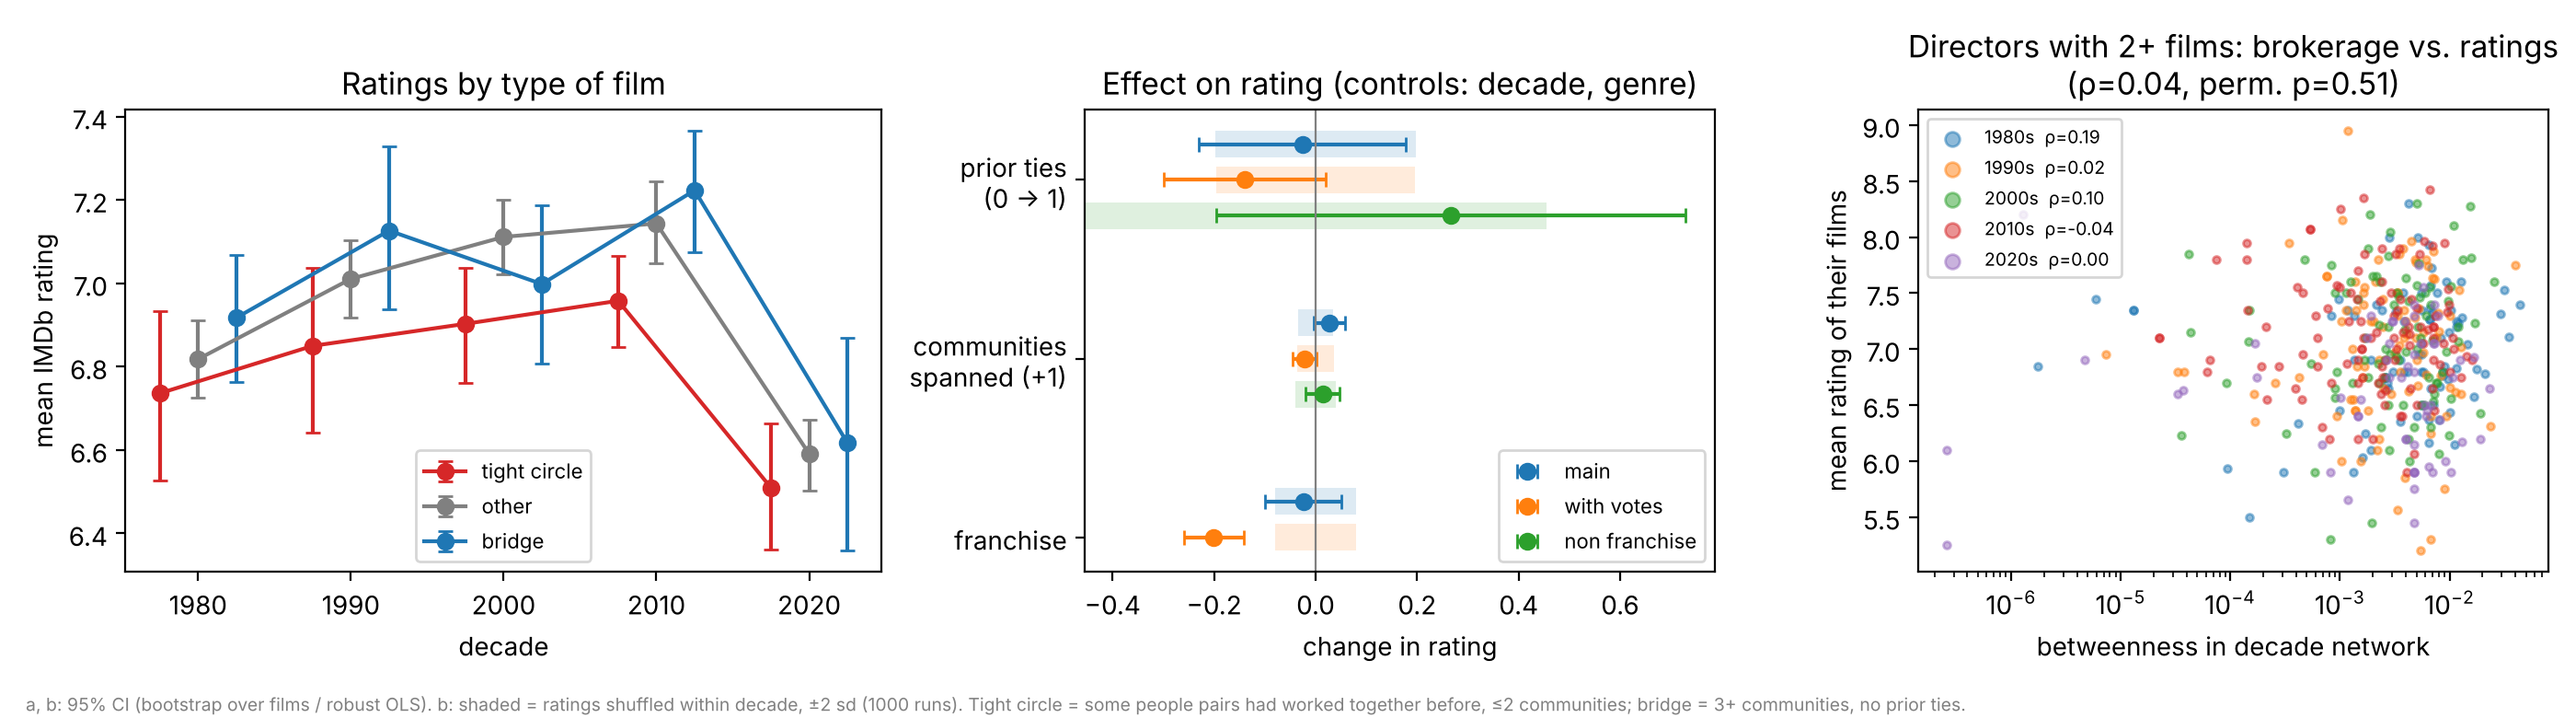 Ratings by type of film
mean IMDb rating
7.4
7.2
7.0
6.8
6.6
6.4
tight circle
other
bridge
1980
1990
2000
2010
2020
decade
Effect on rating (controls: decade, genre)
prior ties
(0 → 1)
communities
spanned (+1)
franchise
main
with votes
non franchise
−0.4
−0.2
0.0
0.2
0.4
0.6
change in rating
Directors with 2+ films: brokerage vs. ratings
(ρ=0.04, perm. p=0.51)
mean rating of their films
9.0
8.5
8.0
7.5
7.0
6.5
6.0
5.5
1980s ρ=0.19
1990s ρ=0.02
2000s ρ=0.10
2010s ρ=-0.04
2020s ρ=0.00
10⁻⁶
10⁻⁵
10⁻⁴
10⁻³
10⁻²
betweenness in decade network
a, b: 95% CI (bootstrap over films / robust OLS). b: shaded = ratings shuffled within decade, ±2 sd (1000 runs). Tight circle = some people pairs had worked together before, ≤2 communities; bridge = 3+ communities, no prior ties.